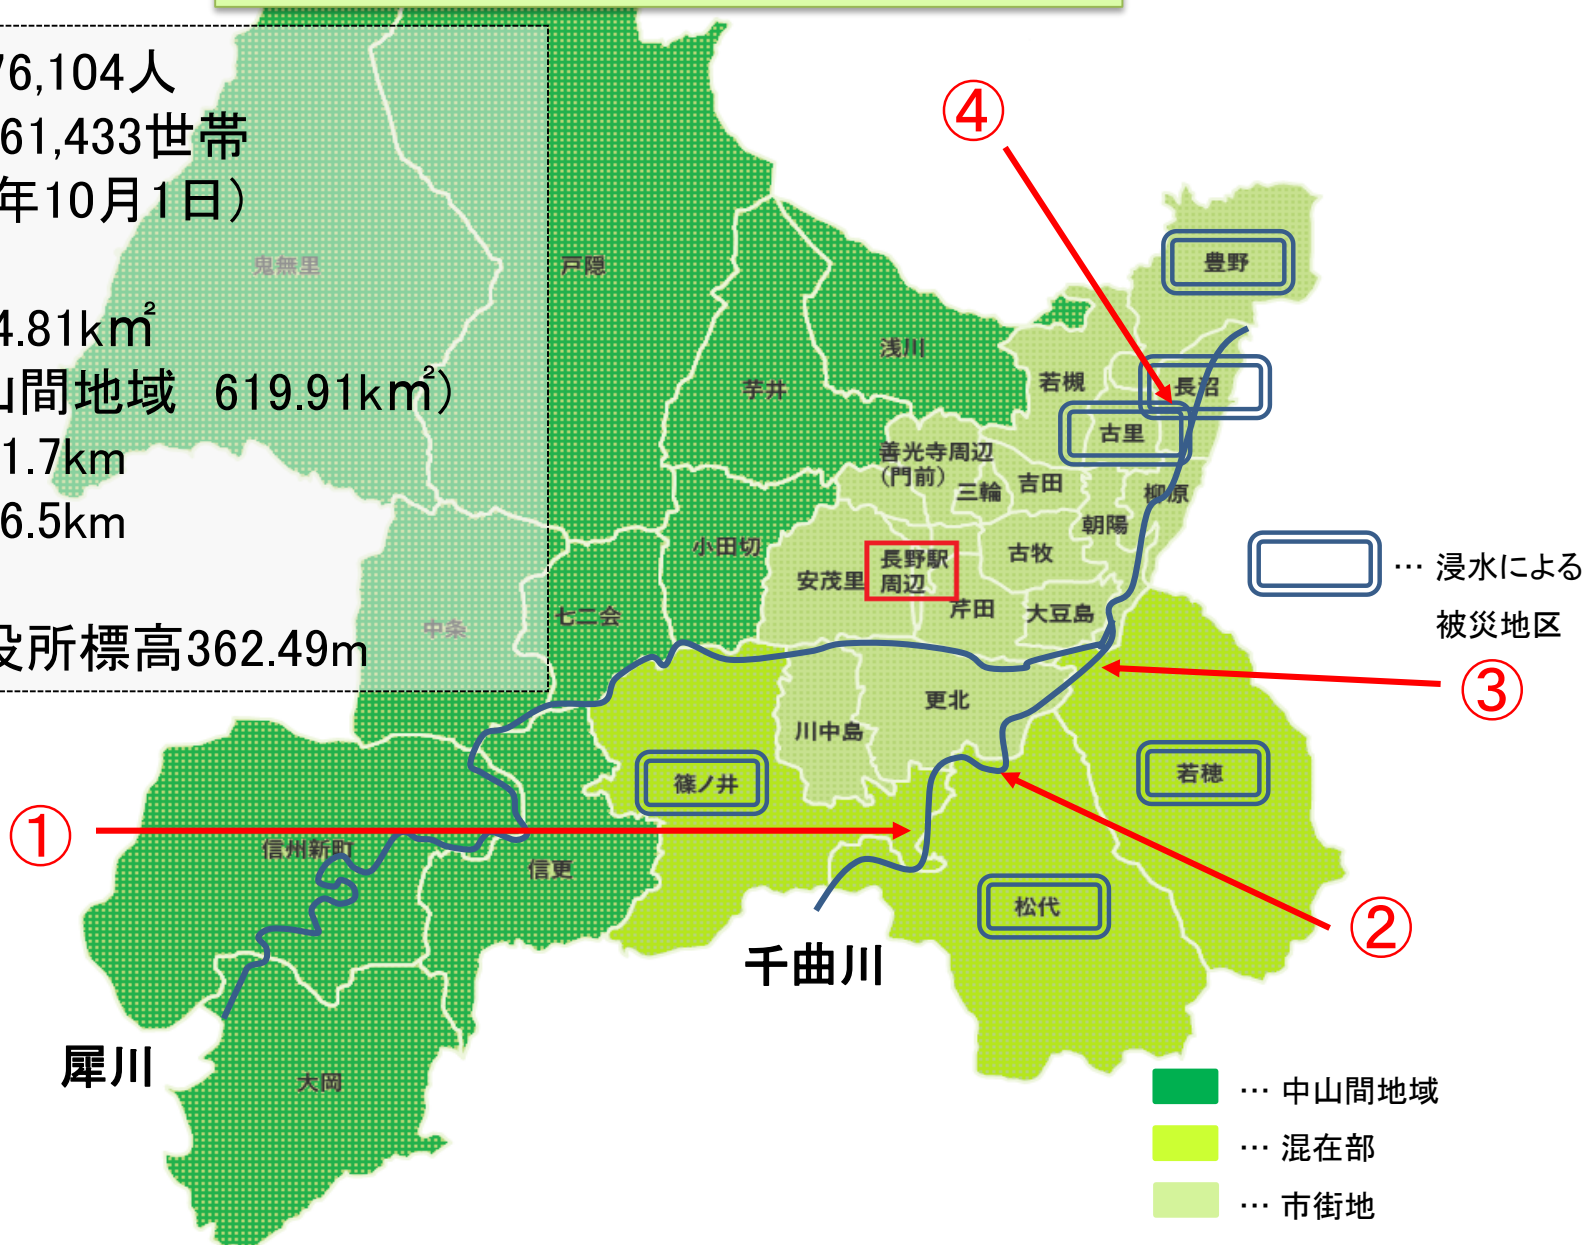 76,104人
61,433世帯
年10月1日）
4.81k㎡
山間地域 619.91k㎡）
1.7km
6.5km
役所標高362.49m
④
豊野
鬼無里
戸隠
浅川
芋井
若槻
長沼
古里
善光寺周辺
（門前）
三輪
吉田
柳原
朝陽
小田切
古牧
安茂里
長野駅
周辺
芹田
大豆島
七二会
中条
… 浸水による
被災地区
③
更北
川中島
篠ノ井
若穂
①
信州新町
信更
松代
②
千曲川
犀川
大岡
… 中山間地域
… 混在部
… 市街地